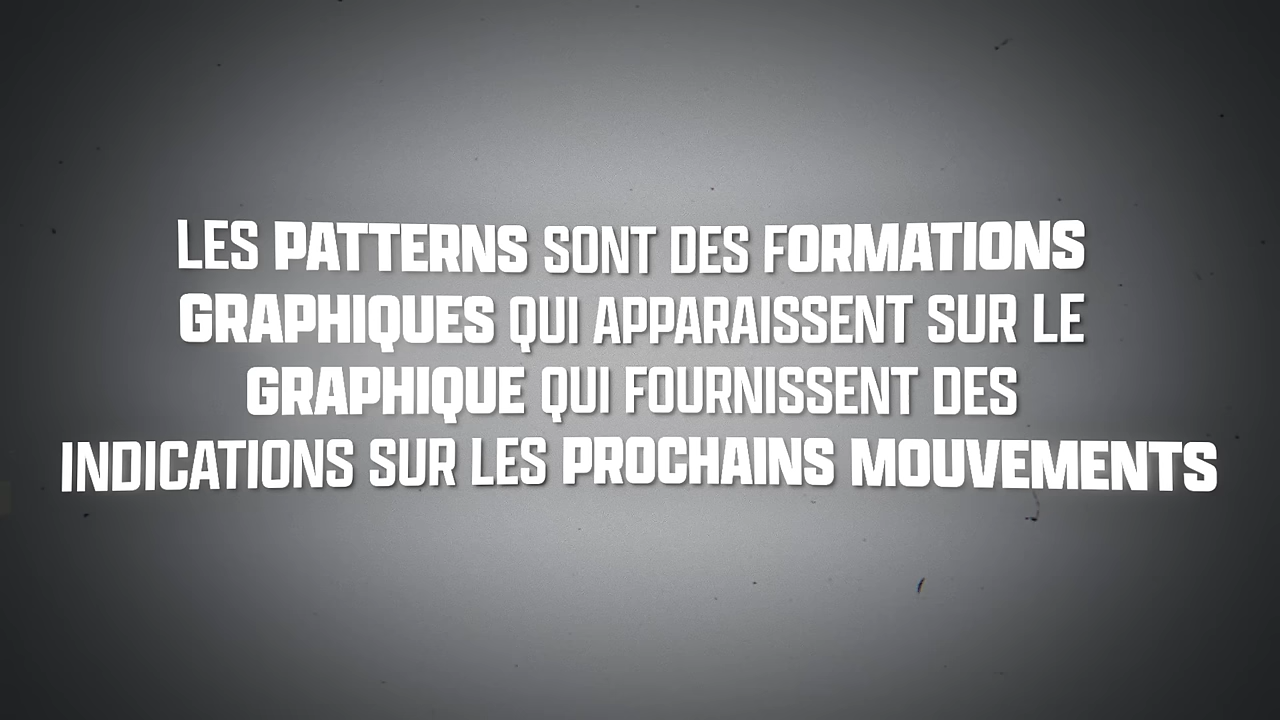 LES PATTERNS SONT DES FORMATIONS
GRAPHIQUES QUI APPARAISSENT SUR LE
GRAPHIQUE QUI FOURNISSENT DES
INDICATIONS SUR LES PROCHAINS MOUVEMENTS